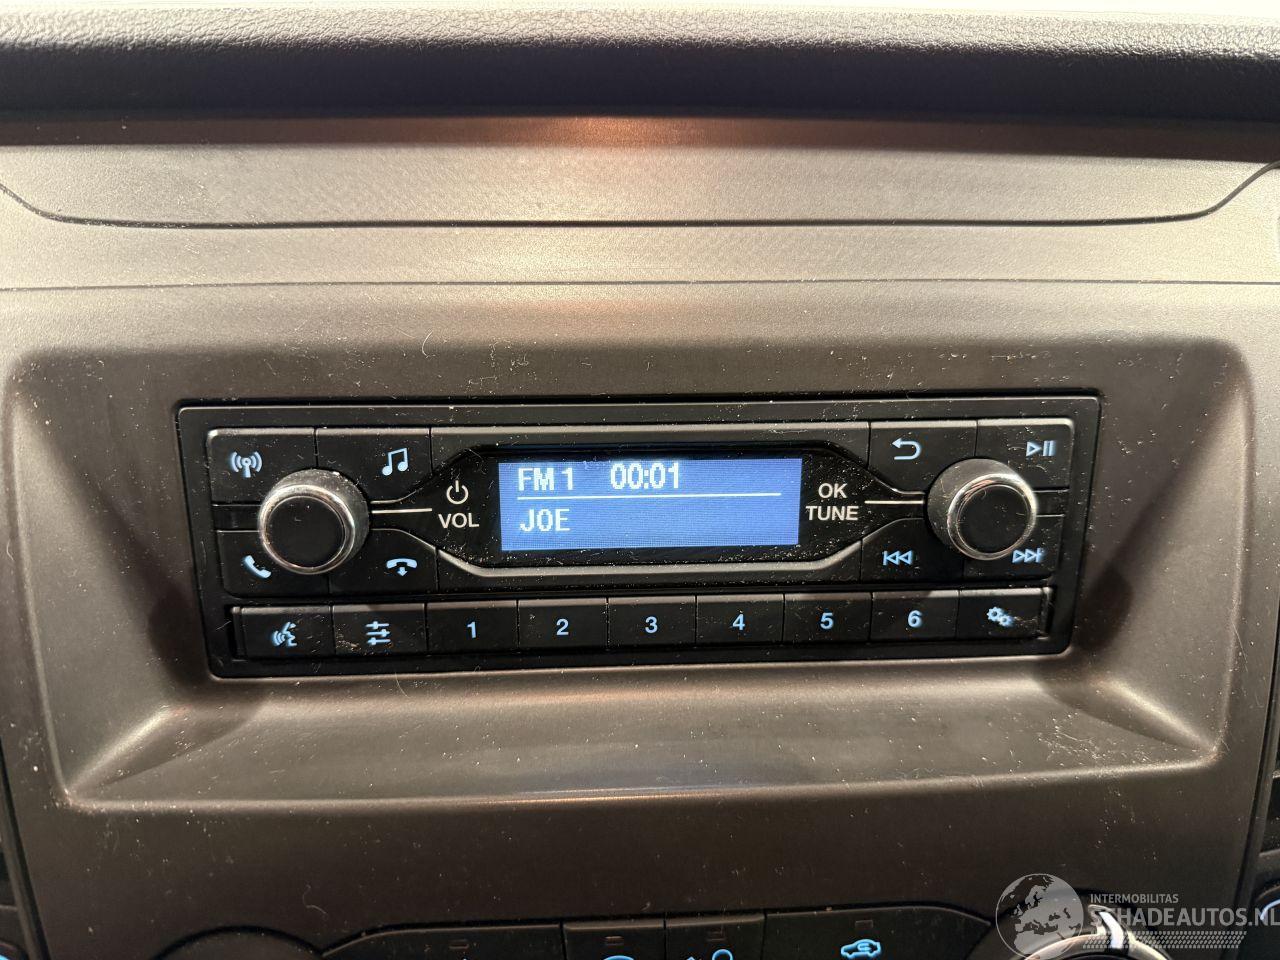 FM 1 00:01
JOE
VOL
OK
TUNE
1 2 3 4 5 6
INTERMOBILITAS
SCHADEAUTOS.NL